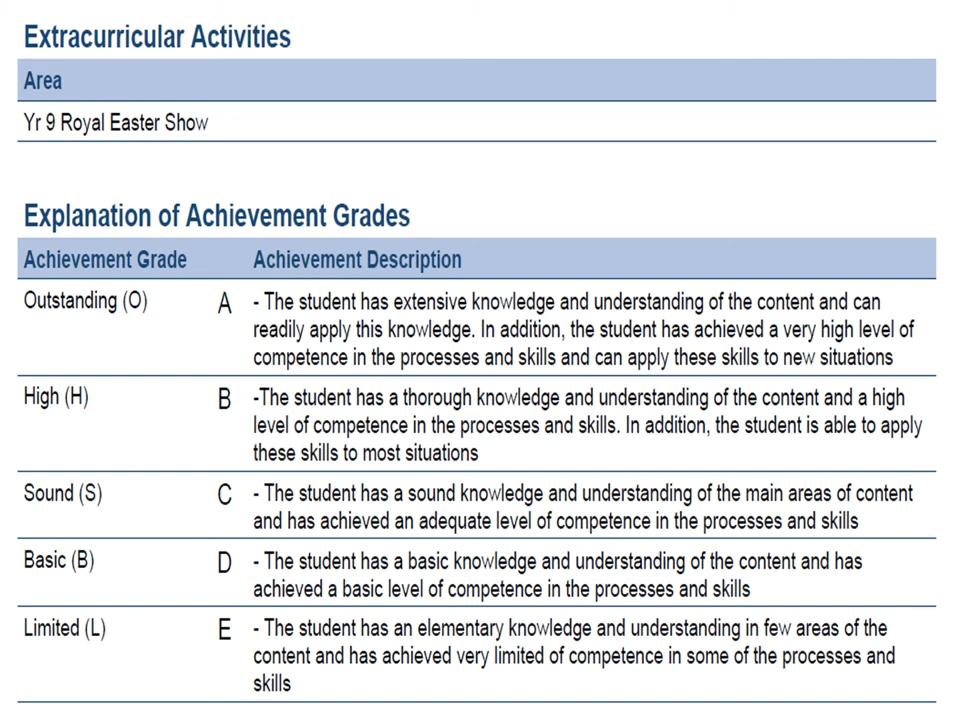 Extracurricular Activities
Area
Yr 9 Royal Easter Show
Explanation of Achievement Grades
Achievement Grade Achievement Description
Outstanding (O) A - The student has extensive knowledge and understanding of the content and can
readily apply this knowledge. In addition, the student has achieved a very high level of
competence in the processes and skills and can apply these skills to new situations
High (H) B -The student has a thorough knowledge and understanding of the content and a high
level of competence in the processes and skills. In addition, the student is able to apply
these skills to most situations
Sound (S) C - The student has a sound knowledge and understanding of the main areas of content
and has achieved an adequate level of competence in the processes and skills
Basic (B) D - The student has a basic knowledge and understanding of the content and has
achieved a basic level of competence in the processes and skills
Limited (L) E - The student has an elementary knowledge and understanding in few areas of the
content and has achieved very limited of competence in some of the processes and
skills